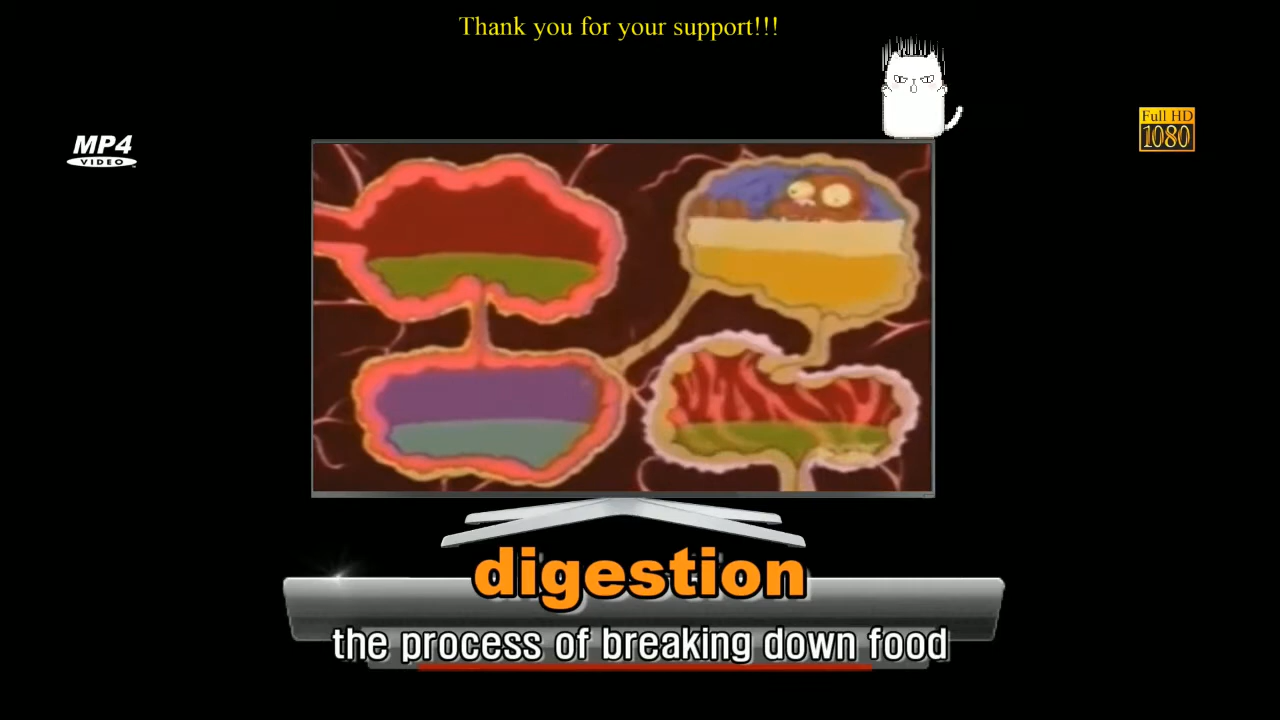 Thank you for your support!!!
MP4
VIDEO
Full HD
1080
digestion
the process of breaking down food